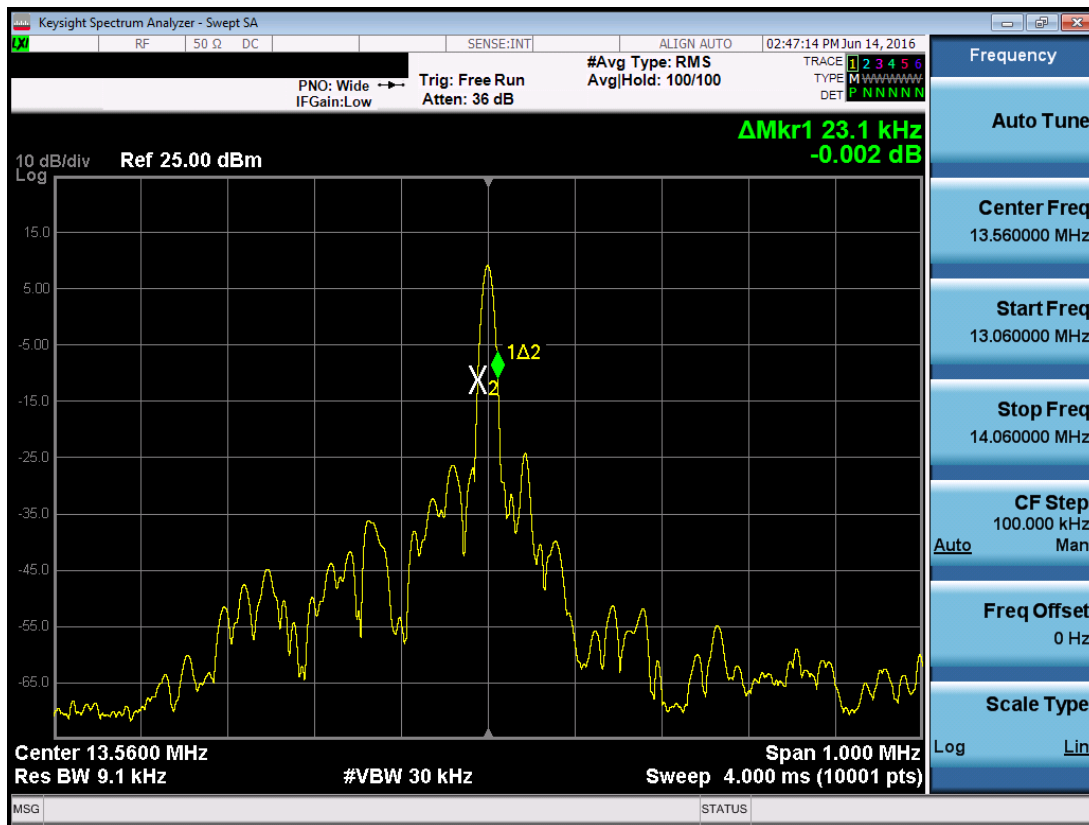 Keysight Spectrum Analyzer - Swept SA
LXI RF 50 Ω DC SENSE:INT ALIGN AUTO 02:47:14 PM Jun 14, 2016
#Avg Type: RMS TRACE 1 2 3 4 5 6
PNO: Wide Trig: Free Run Avg|Hold: 100/100 TYPE M WWWWW
IFGain:Low Atten: 36 dB DET P N N N N N
ΔMkr1 23.1 kHz
10 dB/div Ref 25.00 dBm -0.002 dB
Log
15.0
5.00
-5.00
1Δ2
X2
-15.0
-25.0
-35.0
-45.0
-55.0
-65.0
Center 13.5600 MHz Span 1.000 MHz
Res BW 9.1 kHz #VBW 30 kHz Sweep 4.000 ms (10001 pts)
MSG STATUS
Frequency
Auto Tune
Center Freq
13.560000 MHz
Start Freq
13.060000 MHz
Stop Freq
14.060000 MHz
CF Step
100.000 kHz
Auto Man
Freq Offset
0 Hz
Scale Type
Log Lin